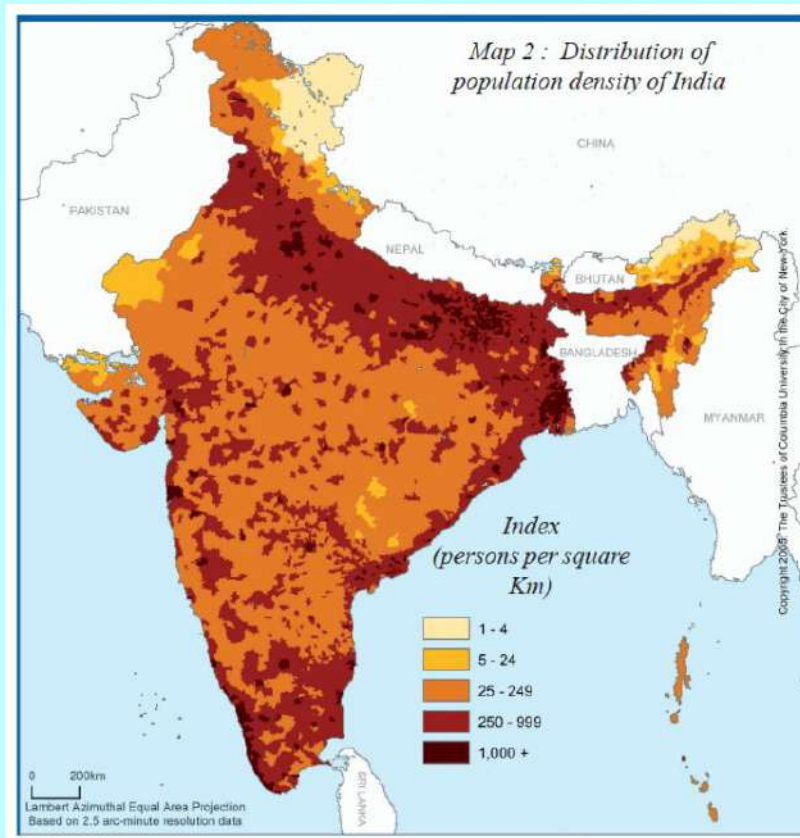 Map 2 : Distribution of
population density of India
CHINA
PAKISTAN
NEPAL
BHUTAN
BANGLADESH
MYANMAR
Index
(persons per square
Km)
1 - 4
5 - 24
25 - 249
250 - 999
1,000 +
SRI LANKA
0 200km
Lambert Azimuthal Equal Area Projection
Based on 2.5 arc-minute resolution data
Copyright 2005. The Trustees of Columbia University in the City of New York.